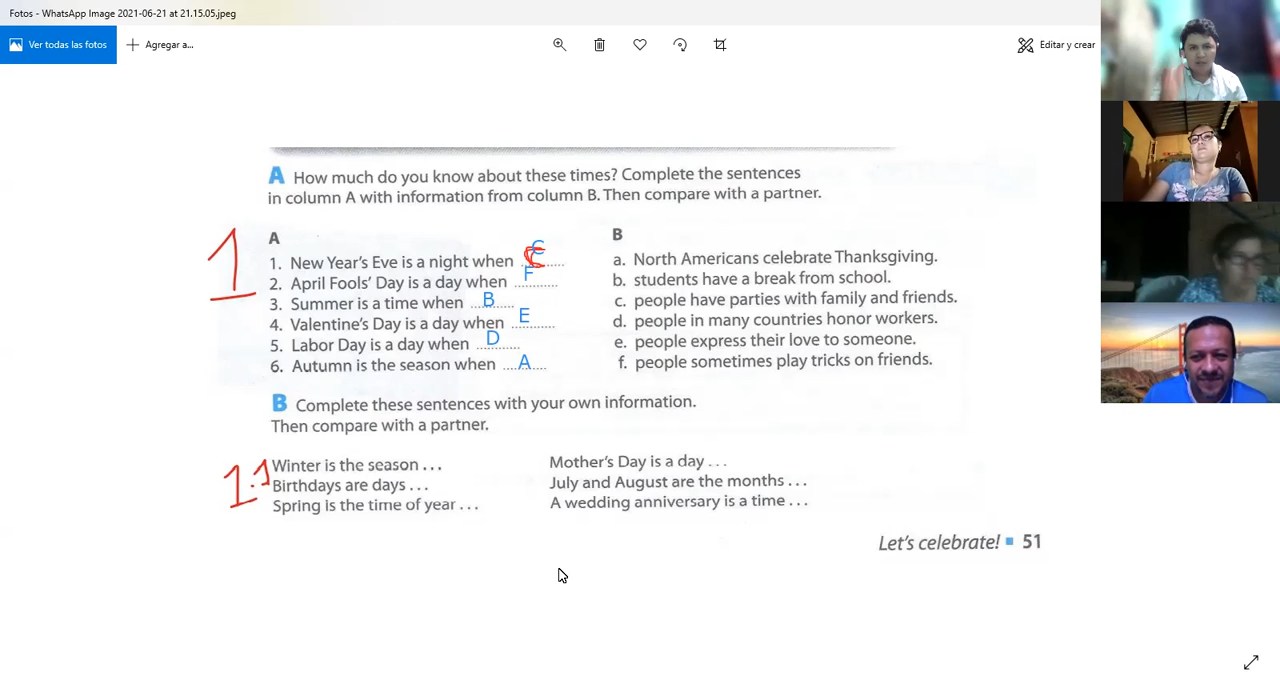 Fotos - WhatsApp Image 2021-06-21 at 21.15.05.jpeg
Ver todas las fotos
Agregar a...
Editar y crear
A How much do you know about these times? Complete the sentences
in column A with information from column B. Then compare with a partner.
1
A
1. New Year's Eve is a night when C
2. April Fools' Day is a day when F
3. Summer is a time when B
4. Valentine's Day is a day when E
5. Labor Day is a day when D
6. Autumn is the season when A
B
a. North Americans celebrate Thanksgiving.
b. students have a break from school.
c. people have parties with family and friends.
d. people in many countries honor workers.
e. people express their love to someone.
f. people sometimes play tricks on friends.
B Complete these sentences with your own information.
Then compare with a partner.
1.1
Winter is the season ...
Birthdays are days ...
Spring is the time of year ...
Mother's Day is a day ...
July and August are the months ...
A wedding anniversary is a time ...
Let's celebrate! ■ 51